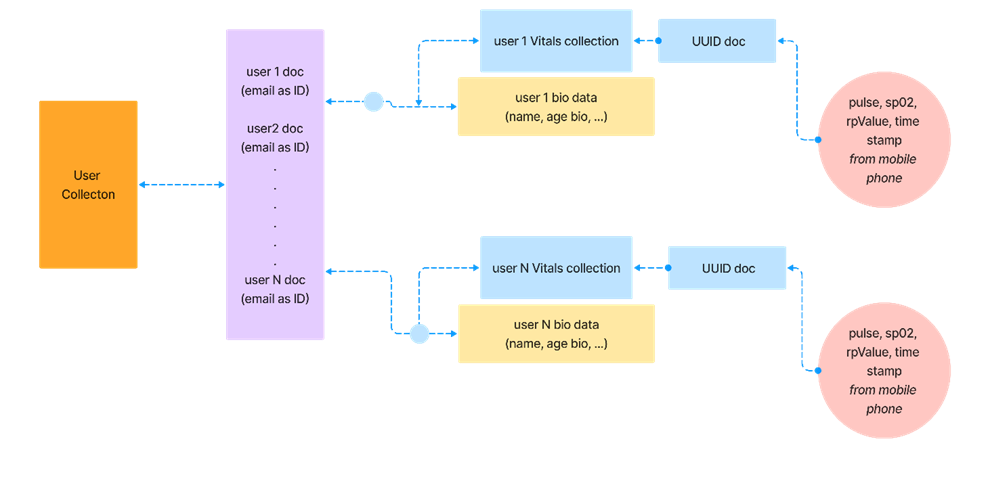 User
Collecton
user 1 doc
(email as ID)
user2 doc
(email as ID)
.
.
.
.
.
.
user N doc
(email as ID)
user 1 Vitals collection
UUID doc
user 1 bio data
(name, age bio, ...)
pulse, sp02,
rpValue, time
stamp
from mobile
phone
user N Vitals collection
UUID doc
user N bio data
(name, age bio, ...)
pulse, sp02,
rpValue, time
stamp
from mobile
phone